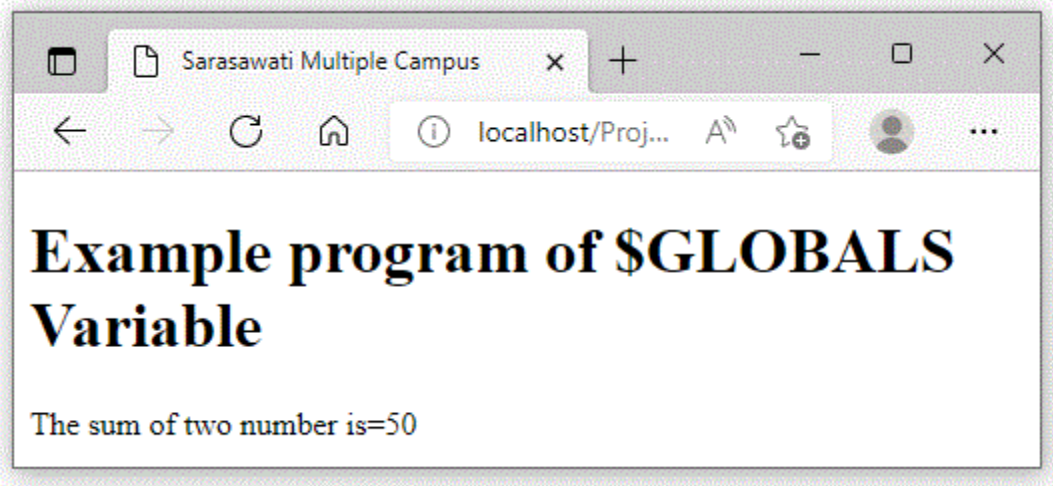 Sarasawati Multiple Campus
localhost/Proj...
Example program of $GLOBALS
Variable
The sum of two number is=50